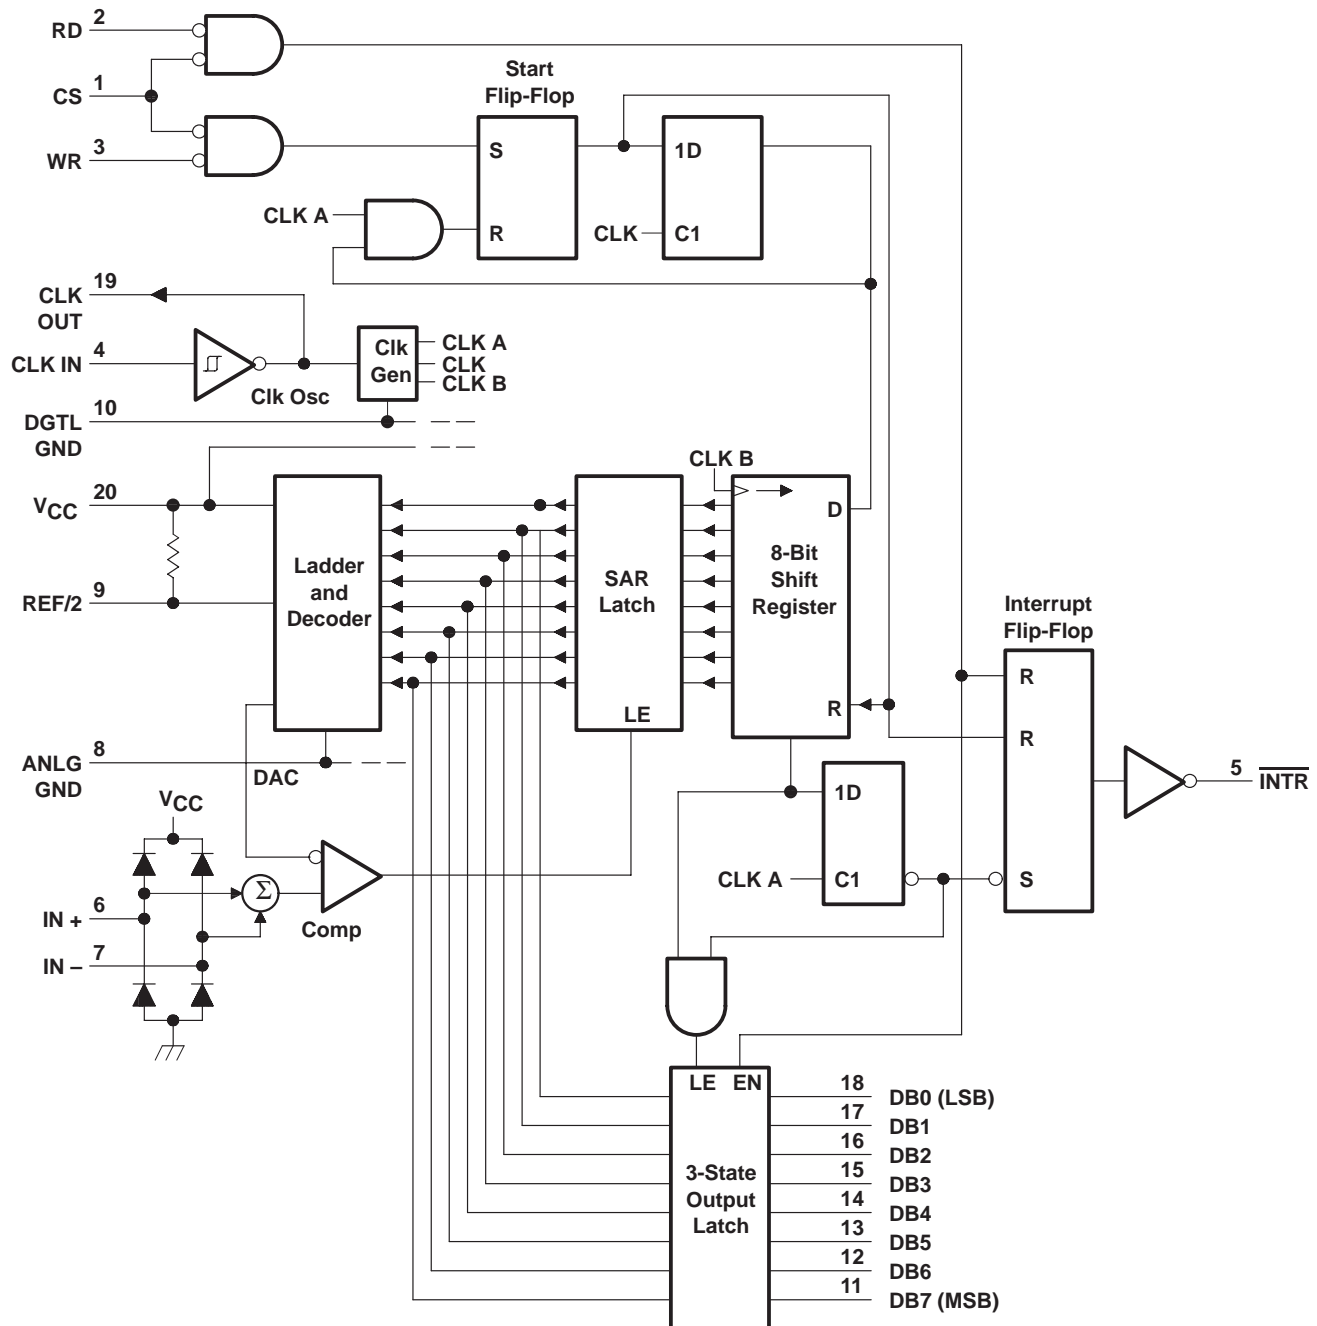 RD 2
CS 1
WR 3
Start
Flip-Flop
S
R
1D
C1
CLK A
CLK
CLK 19
OUT
CLK IN 4
Clk Osc
Clk
Gen
CLK A
CLK
CLK B
DGTL 10
GND
VCC 20
REF/2 9
Ladder
and
Decoder
SAR
Latch
LE
CLK B
D
8-Bit
Shift
Register
R
Interrupt
Flip-Flop
R
R
S
5 INTR
ANLG 8
GND
DAC
VCC
1D
C1
CLK A
Σ
Comp
IN + 6
IN – 7
LE EN
3-State
Output
Latch
18 DB0 (LSB)
17 DB1
16 DB2
15 DB3
14 DB4
13 DB5
12 DB6
11 DB7 (MSB)